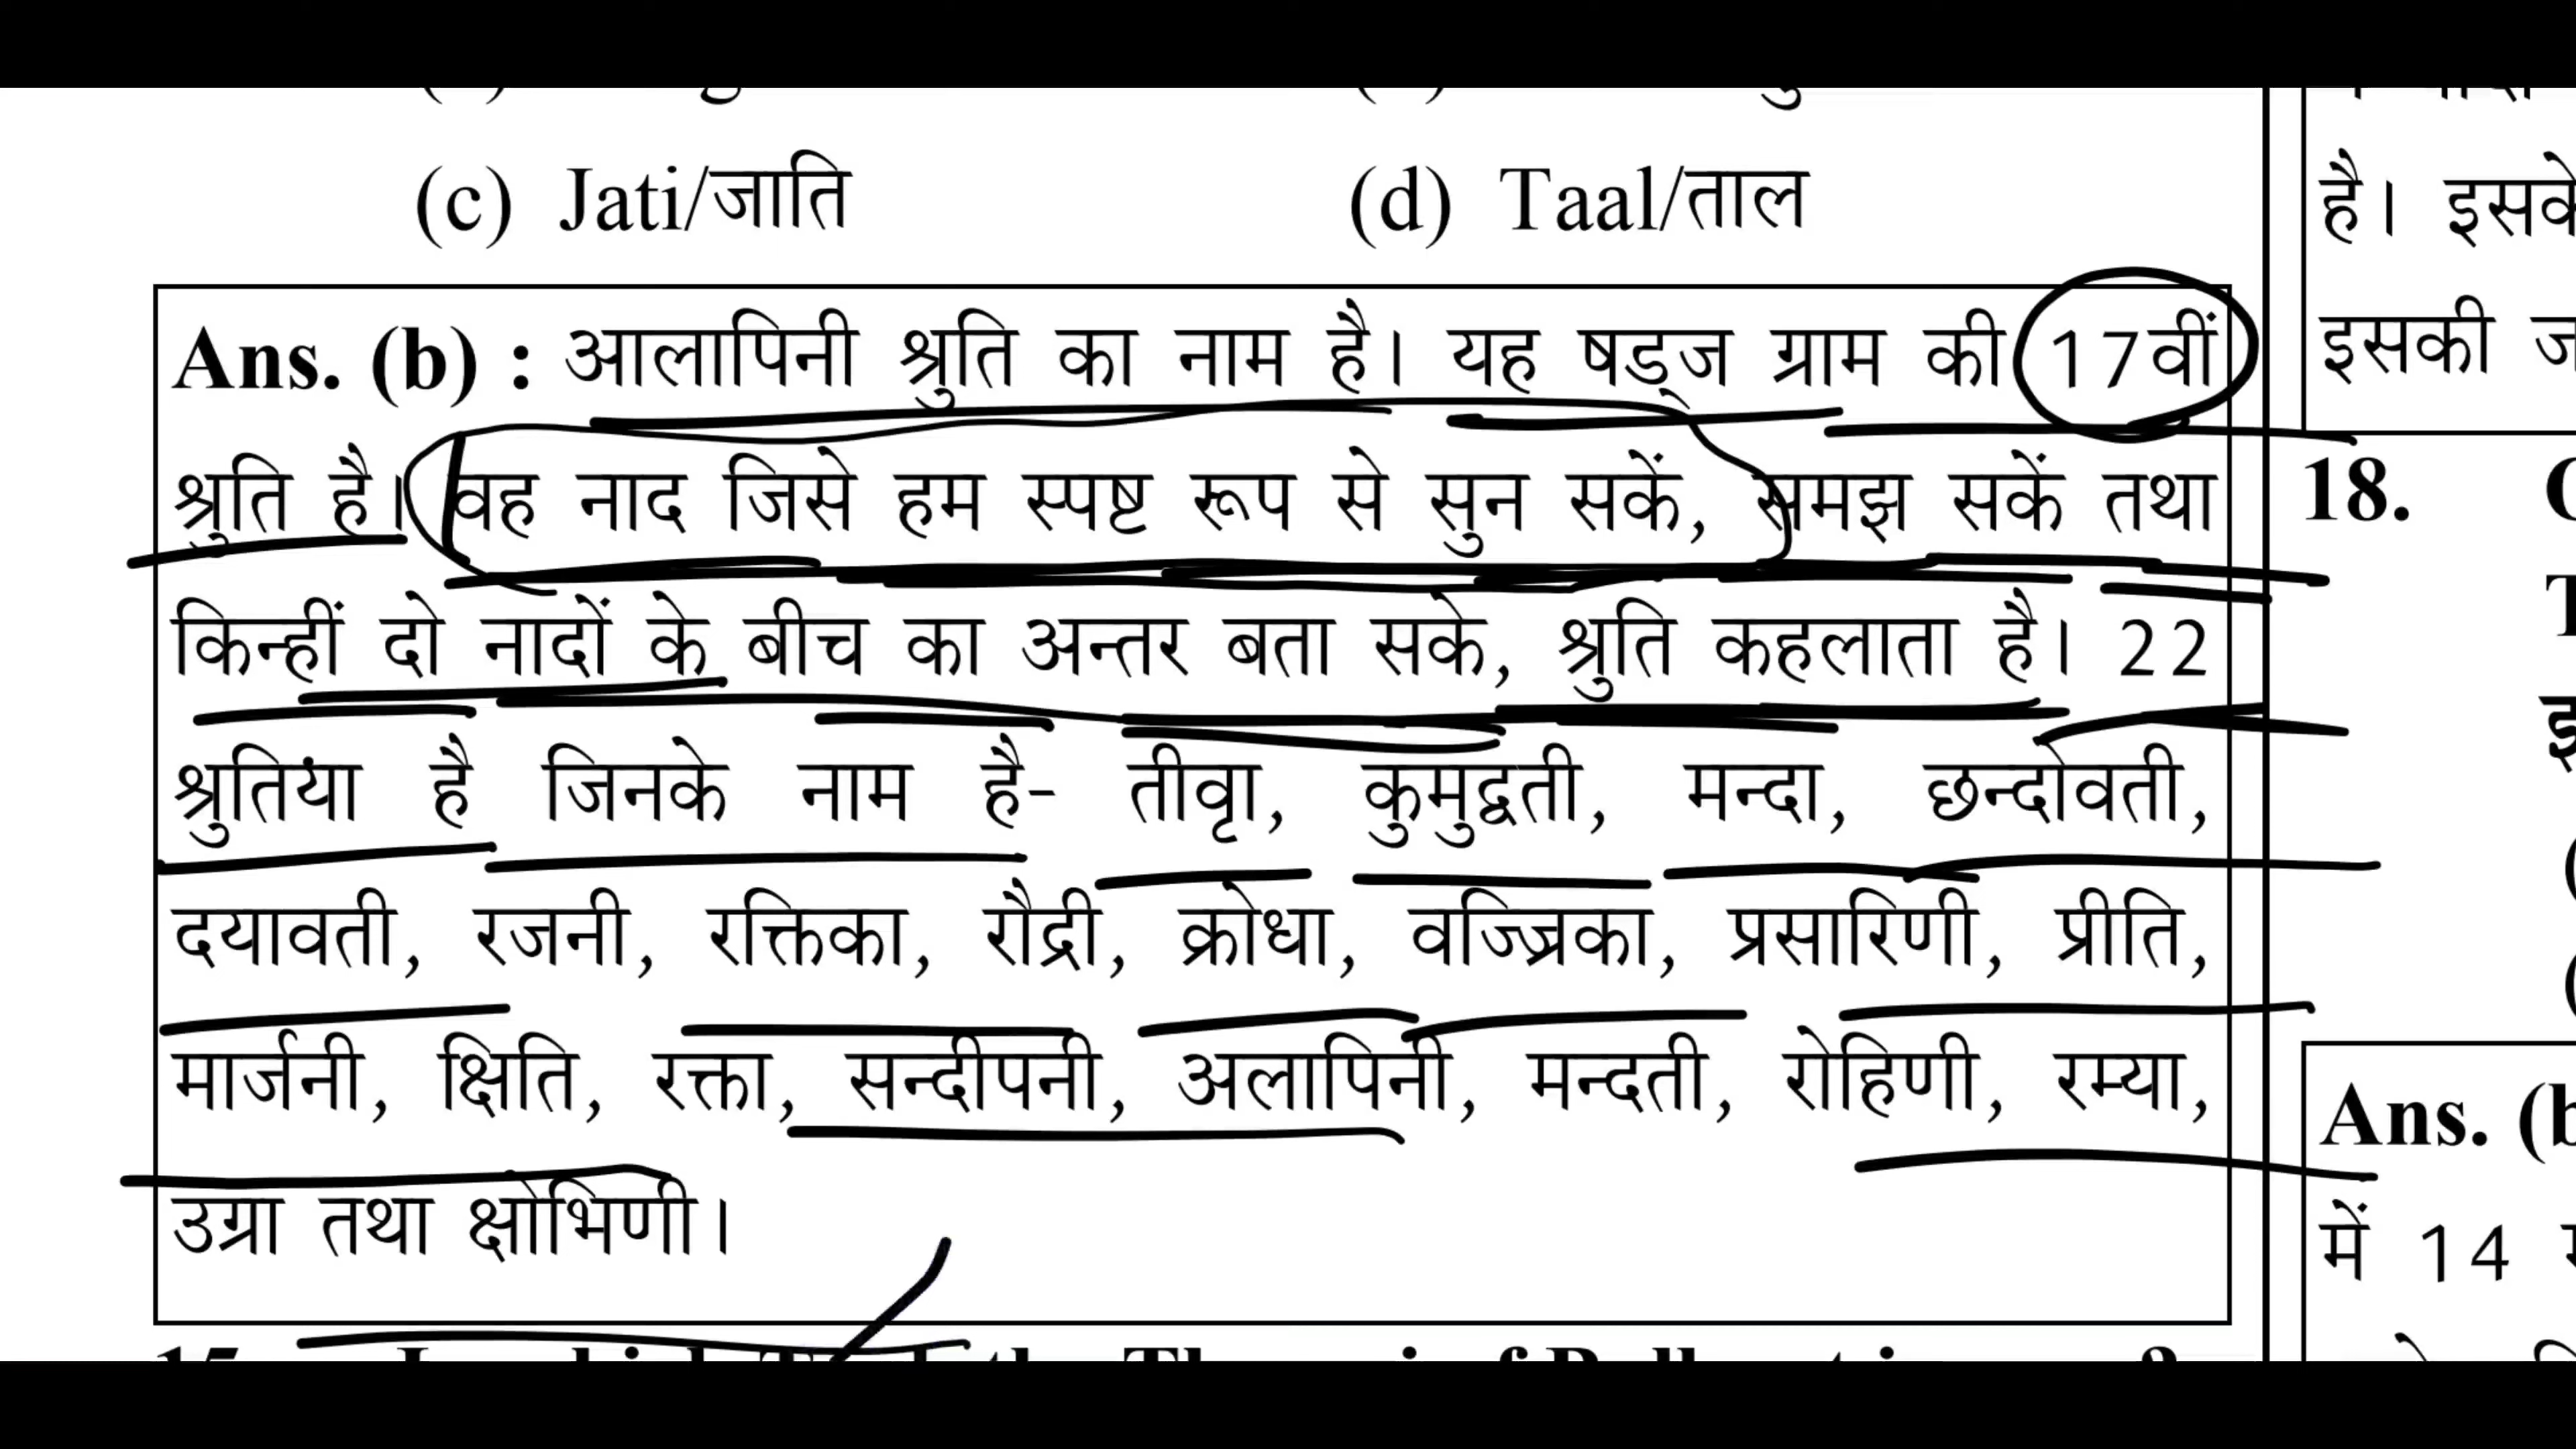 (c) Jati/जाति (d) Taal/ताल
Ans. (b) : आलापिनी श्रुति का नाम है। यह षड्ज ग्राम की 17वीं
श्रुति है। वह नाद जिसे हम स्पष्ट रूप से सुन सकें, समझ सकें तथा
किन्हीं दो नादों के बीच का अन्तर बता सके, श्रुति कहलाता है। 22
श्रुतिया है जिनके नाम है- तीवृा, कुमुद्वती, मन्दा, छन्दोवती,
दयावती, रजनी, रक्तिका, रौद्री, क्रोधा, वज्ज्रिका, प्रसारिणी, प्रीति,
मार्जनी, क्षिति, रक्ता, सन्दीपनी, अलापिनी, मन्दती, रोहिणी, रम्या,
उग्रा तथा क्षोभिणी।
है। इसके
इसकी
18.
Ans. (b
में 14